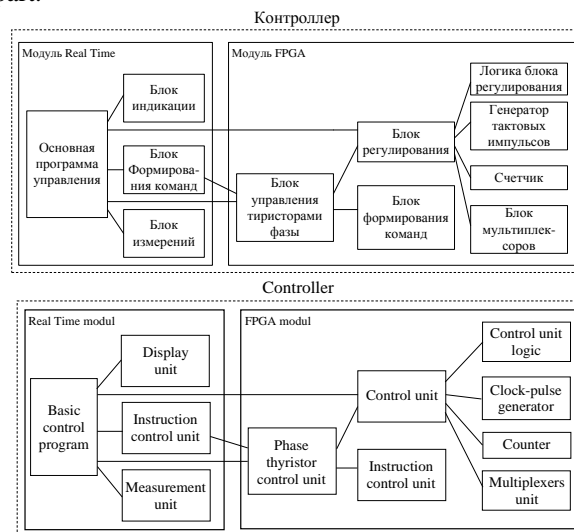 Контроллер
Модуль Real Time
Модуль FPGA
Блок
индикации
Основная
программа
управления
Блок
Формирова-
ния команд
Блок
измерений
Блок
управления
тиристорами
фазы
Блок
регулирования
Блок
формирования
команд
Логика блока
регулирования
Генератор
тактовых
импульсов
Счетчик
Блок
мультиплек-
соров
Controller
Real Time modul
FPGA modul
Display
unit
Basic
control
program
Instruction
control unit
Measurement
unit
Phase
thyristor
control unit
Control unit
Instruction
control unit
Control unit
logic
Clock-pulse
generator
Counter
Multiplexers
unit